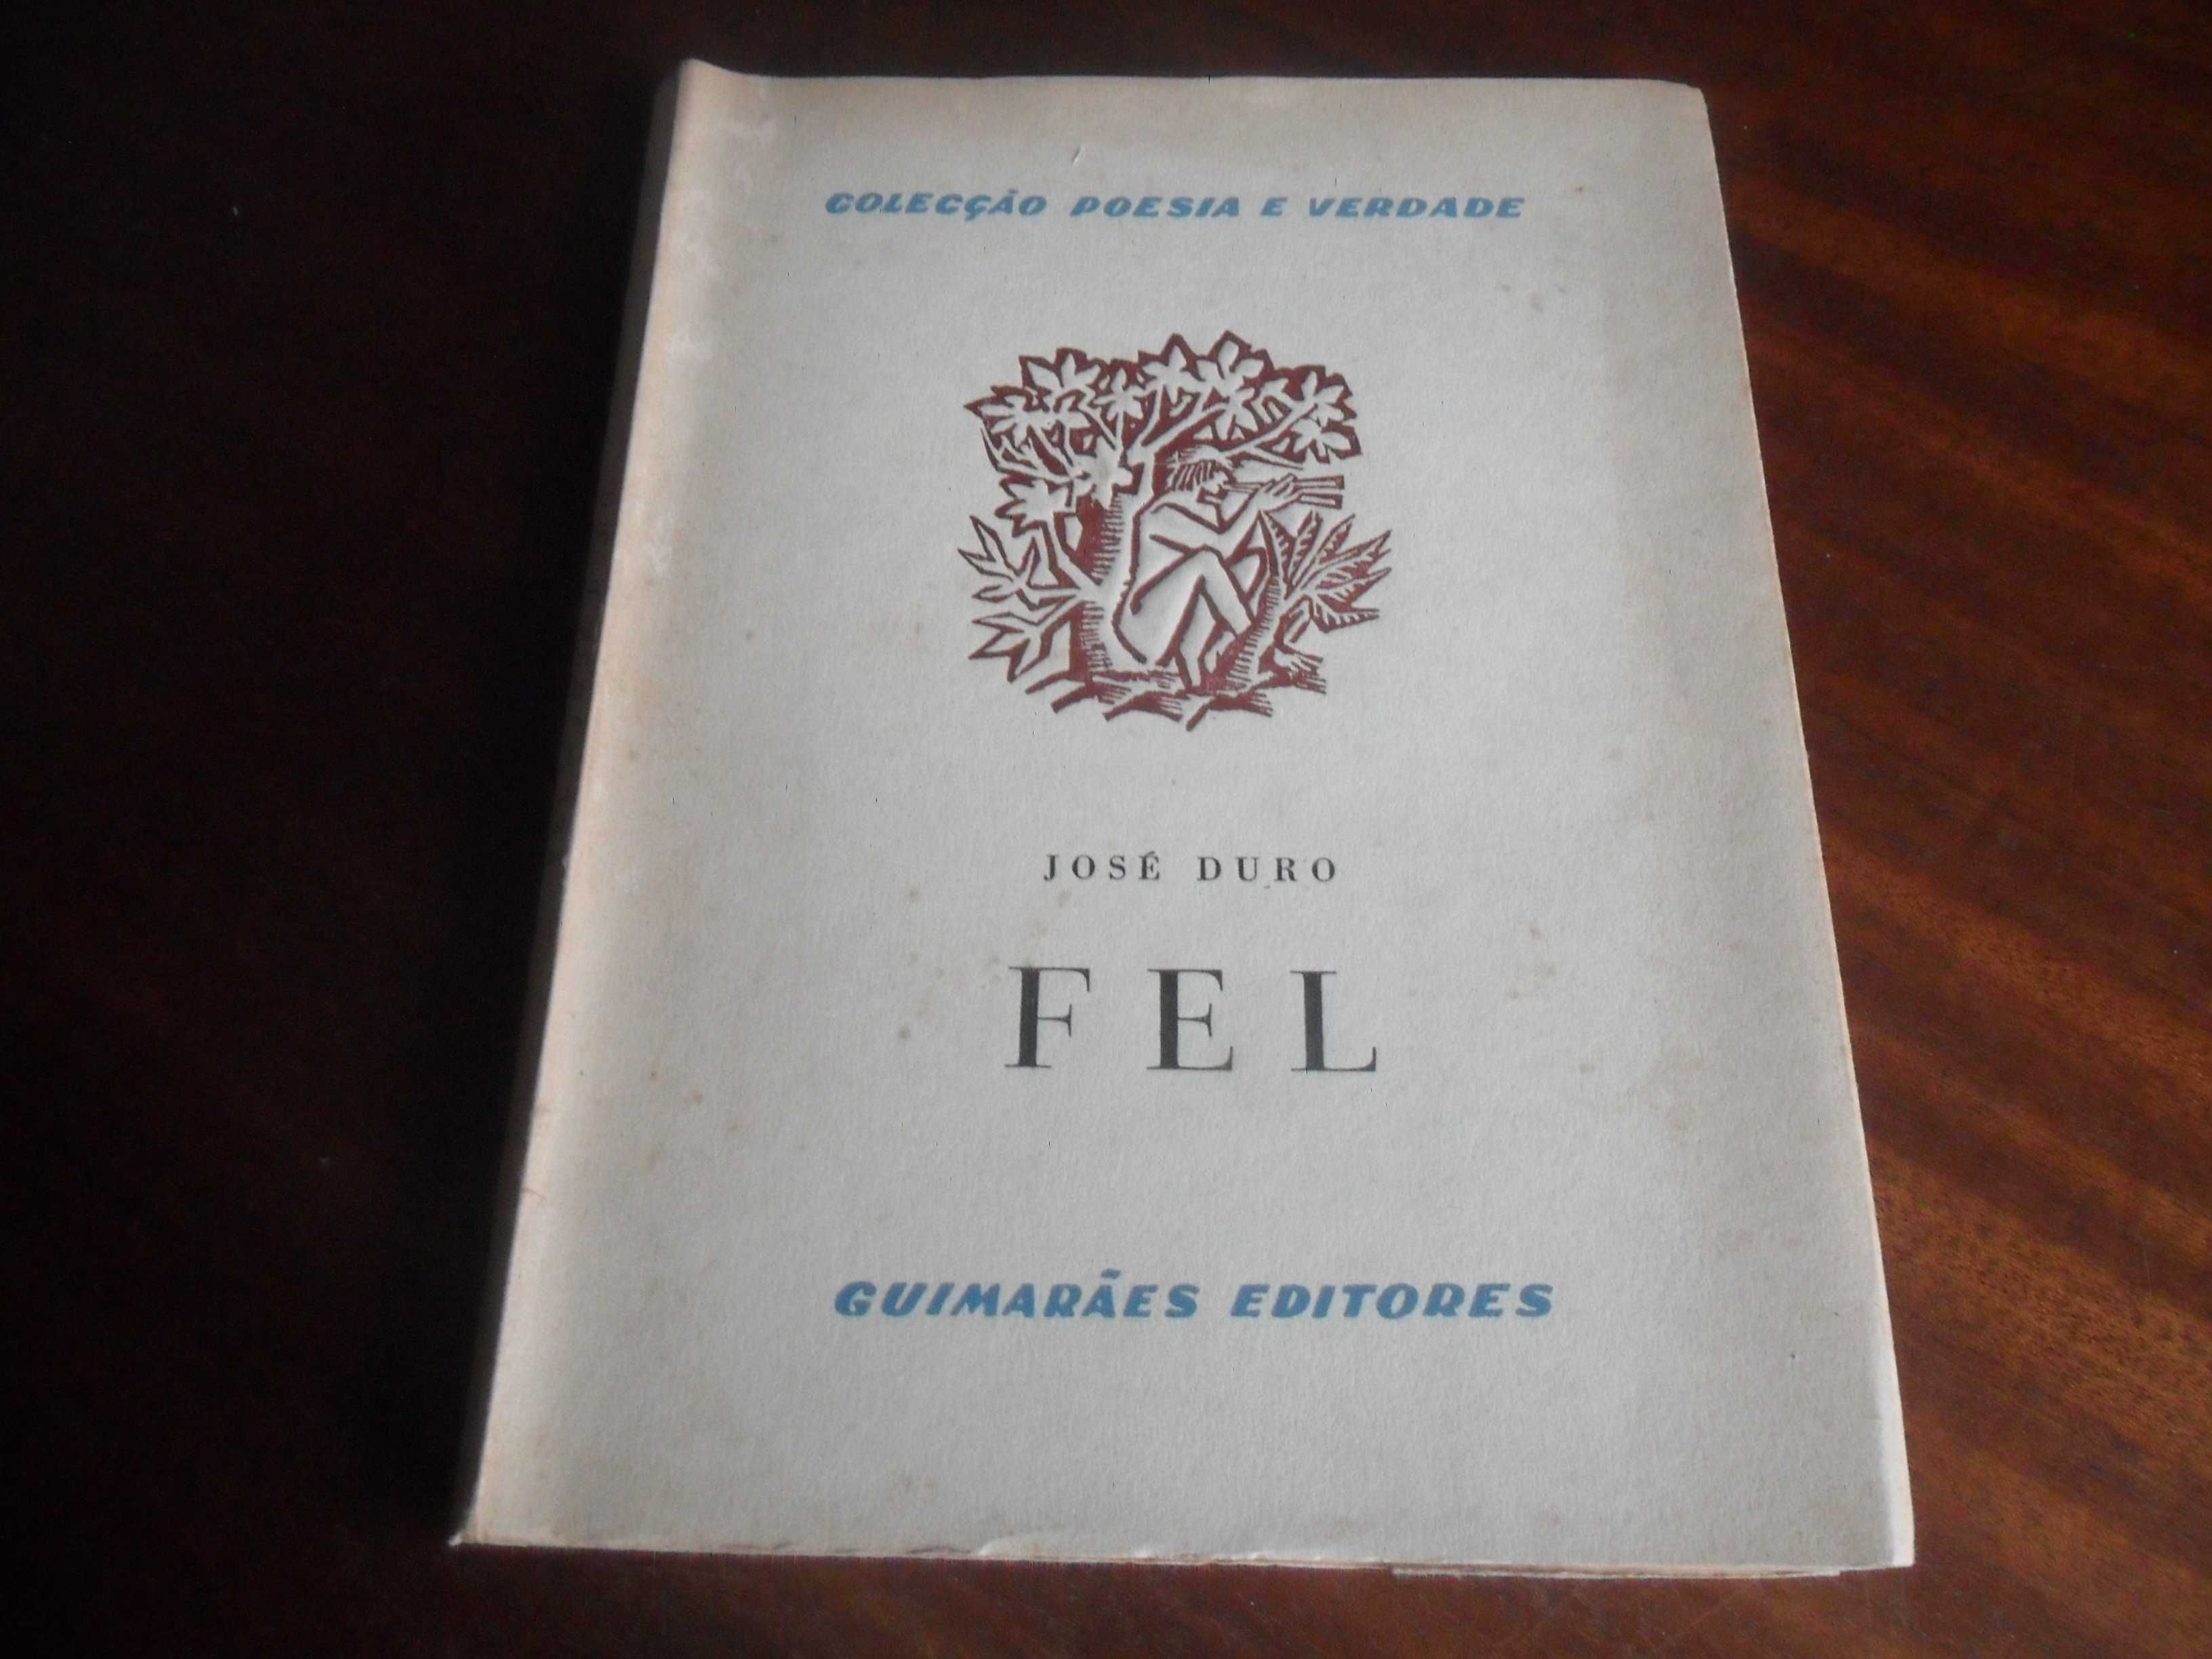 COLECÇÃO POESIA E VERDADE
JOSÉ DURO
FEL
GUIMARÃES EDITORES